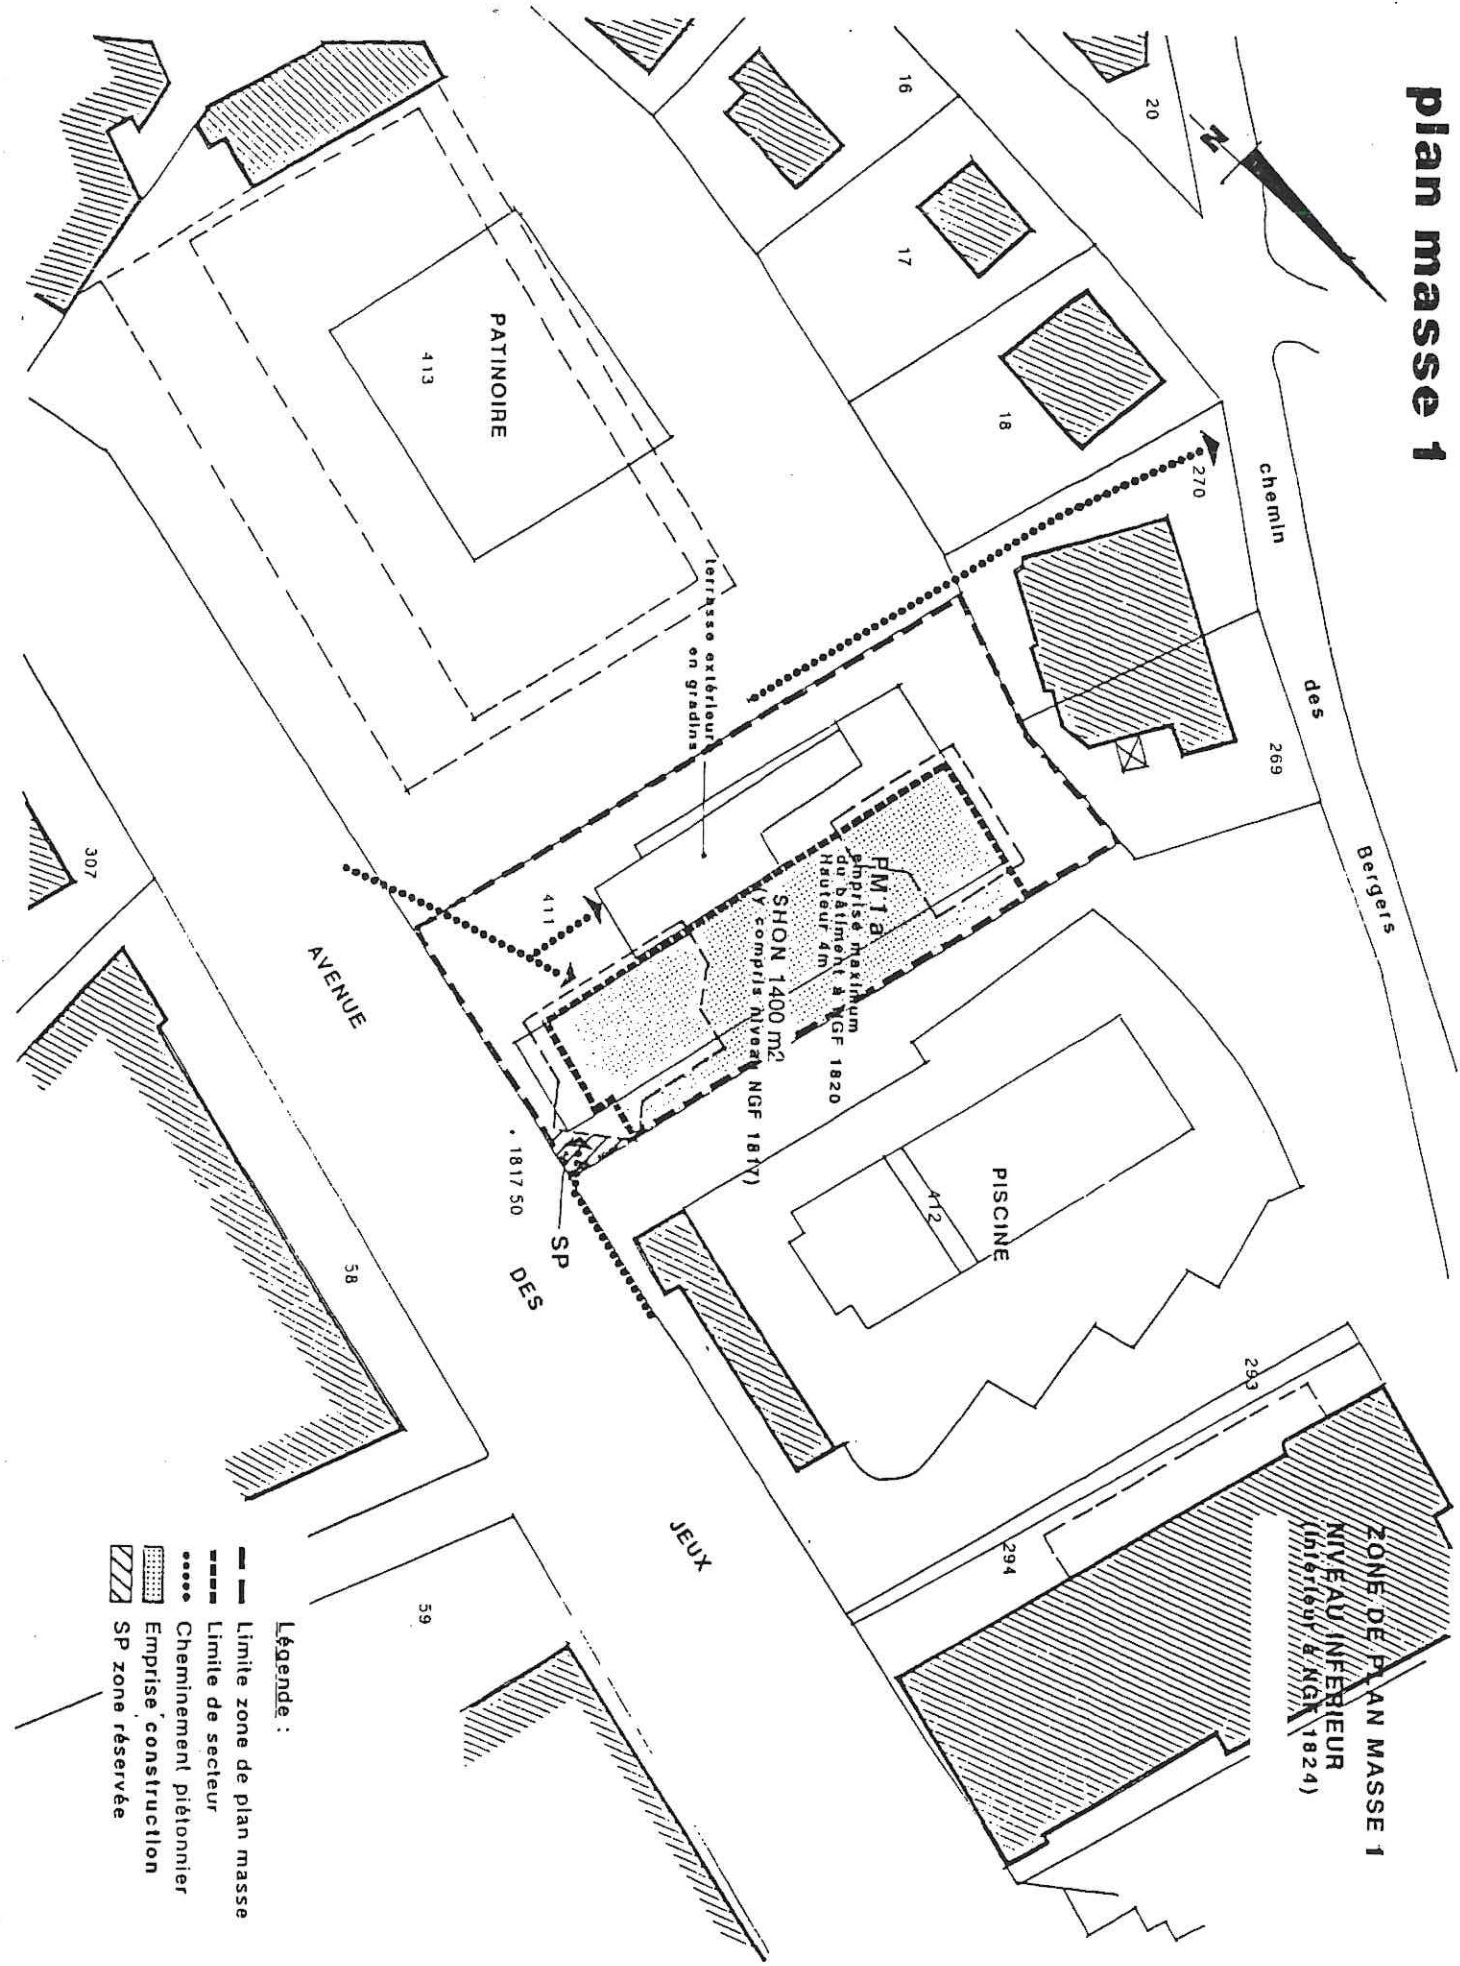 plan masse 1
ZONE DE PLAN MASSE 1
NIVEAU INFERIEUR
(Inférieur à NGF 1824)
N
20
16
17
18
270
269
chemin
des
Bergers
PATINOIRE
413
terrasse extérieur
en gradins
PM 1 a
emprise maximum
du bâtiment à NGF 1820
Hauteur 4m
SHON 1400 m2
(y compris niveau NGF 1817)
411
PISCINE
412
293
294
SP
1817 50
AVENUE
DES
JEUX
307
58
59
Légende :
Limite zone de plan masse
Limite de secteur
Cheminement piétonnier
Emprise construction
SP zone réservée